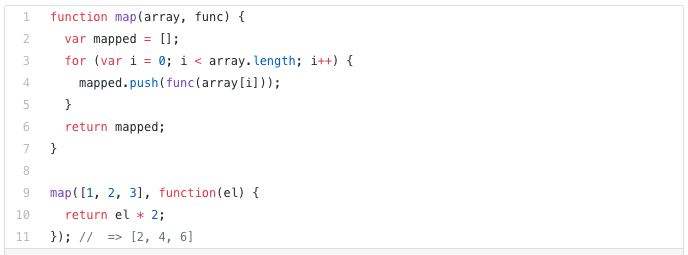 1 function map(array, func) {
2   var mapped = [];
3   for (var i = 0; i < array.length; i++) {
4     mapped.push(func(array[i]));
5   }
6   return mapped;
7 }
8
9 map([1, 2, 3], function(el) {
10   return el * 2;
11 }); //  => [2, 4, 6]